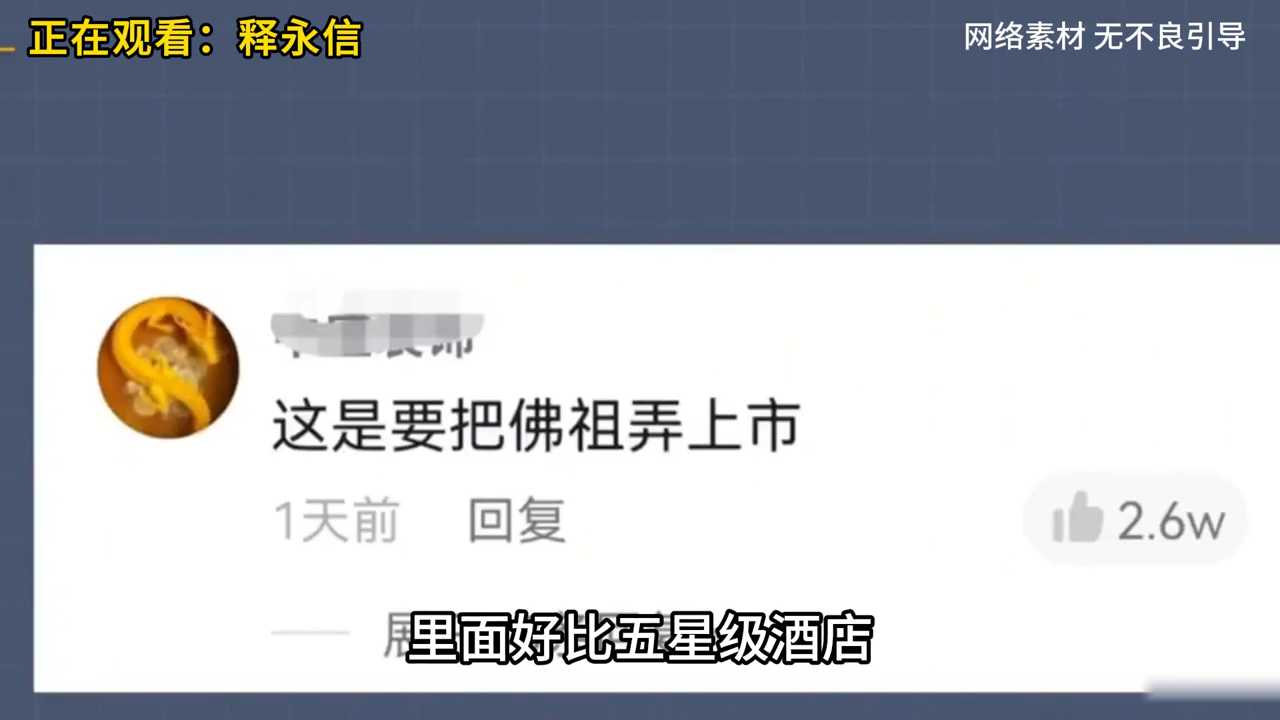 正在观看：释永信
网络素材 无不良引导
这是要把佛祖弄上市
1天前 回复
2.6w
里面好比五星级酒店